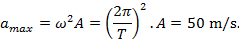 a_max = ω²A = (2π/T)². A = 50 m/s.